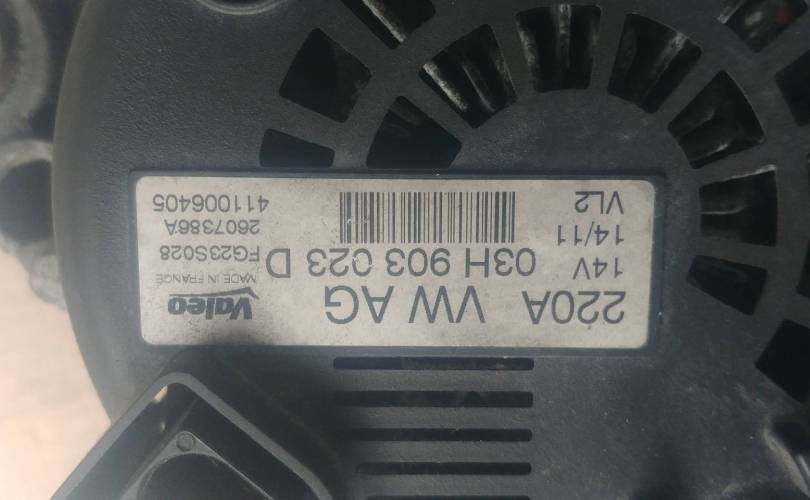 220A VW AG Valeo
MADE IN FRANCE
14V 03H 903 023 D FG23S028
14/11 2607386A
VL2 411006405